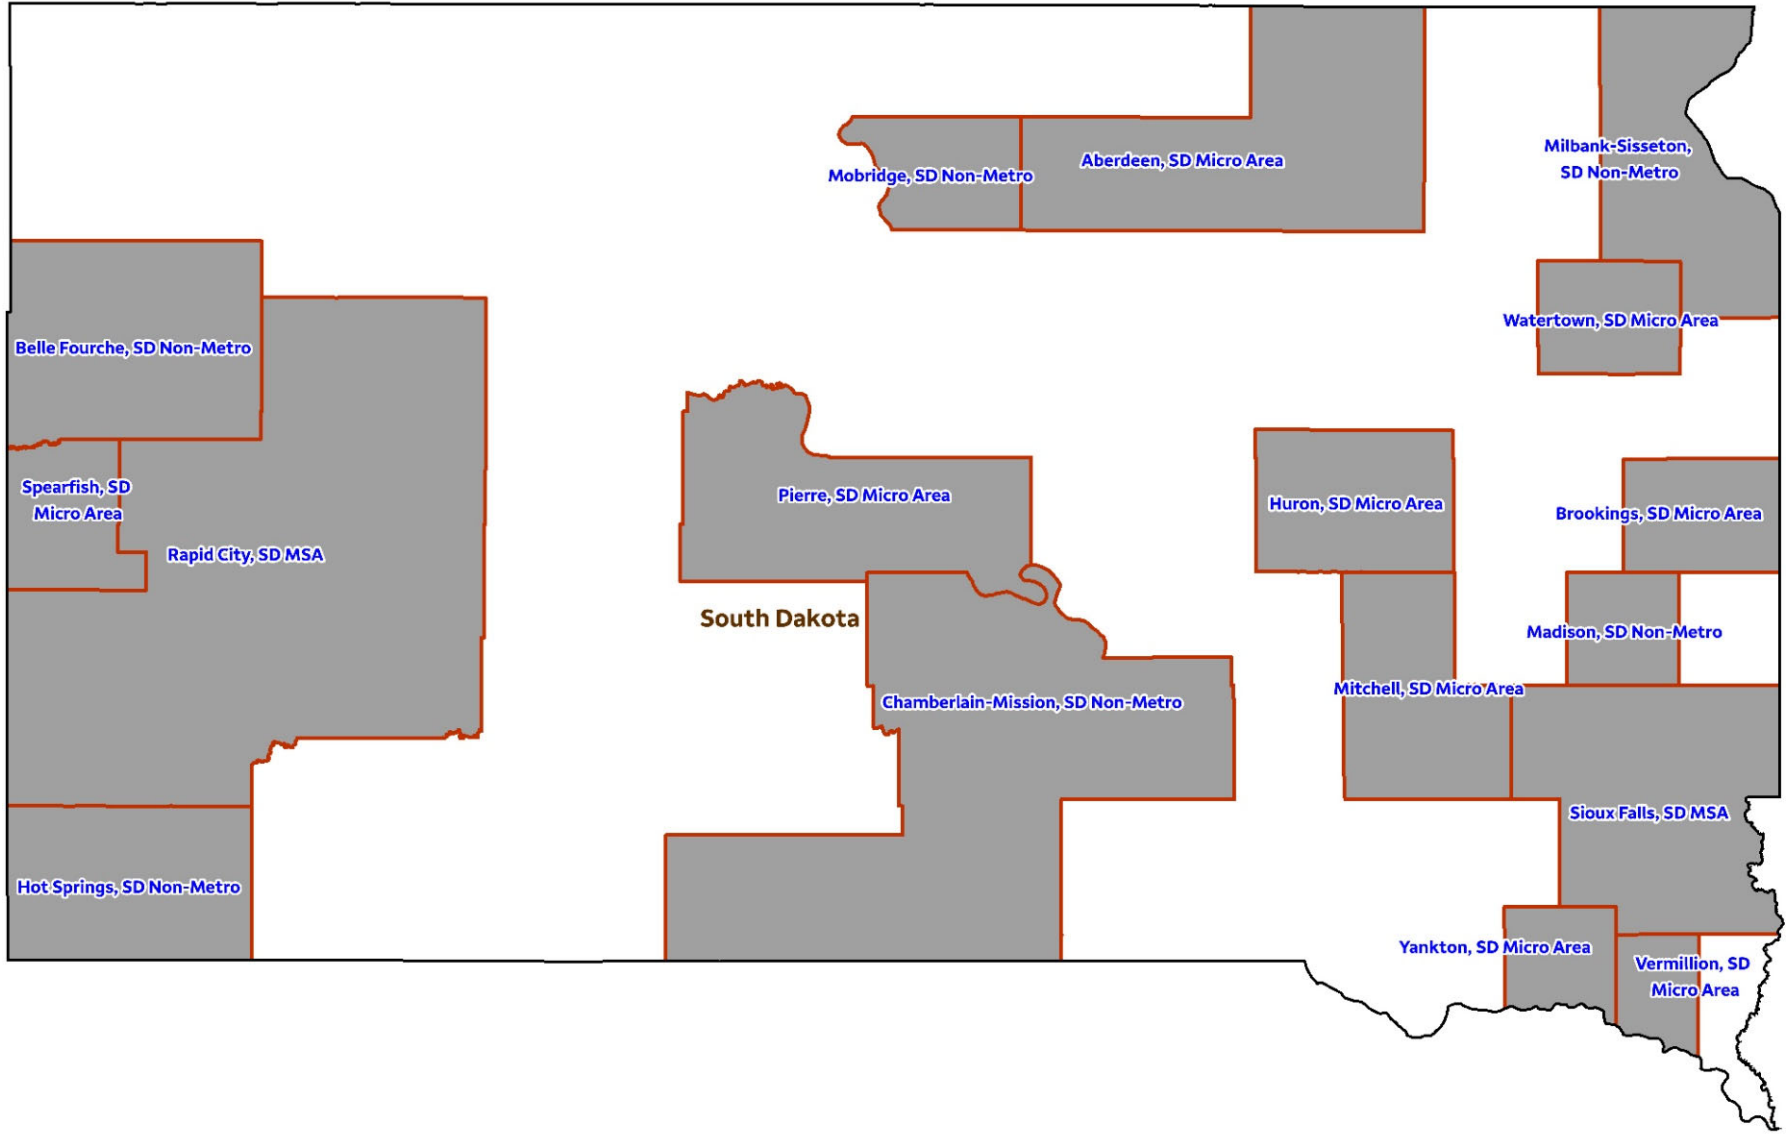 Milbank-Sisseton,
SD Non-Metro
Aberdeen, SD Micro Area
Mobridge, SD Non-Metro
Watertown, SD Micro Area
Belle Fourche, SD Non-Metro
Spearfish, SD
Micro Area
Pierre, SD Micro Area
Huron, SD Micro Area
Brookings, SD Micro Area
Rapid City, SD MSA
South Dakota
Madison, SD Non-Metro
Mitchell, SD Micro Area
Chamberlain-Mission, SD Non-Metro
Sioux Falls, SD MSA
Hot Springs, SD Non-Metro
Yankton, SD Micro Area
Vermillion, SD
Micro Area